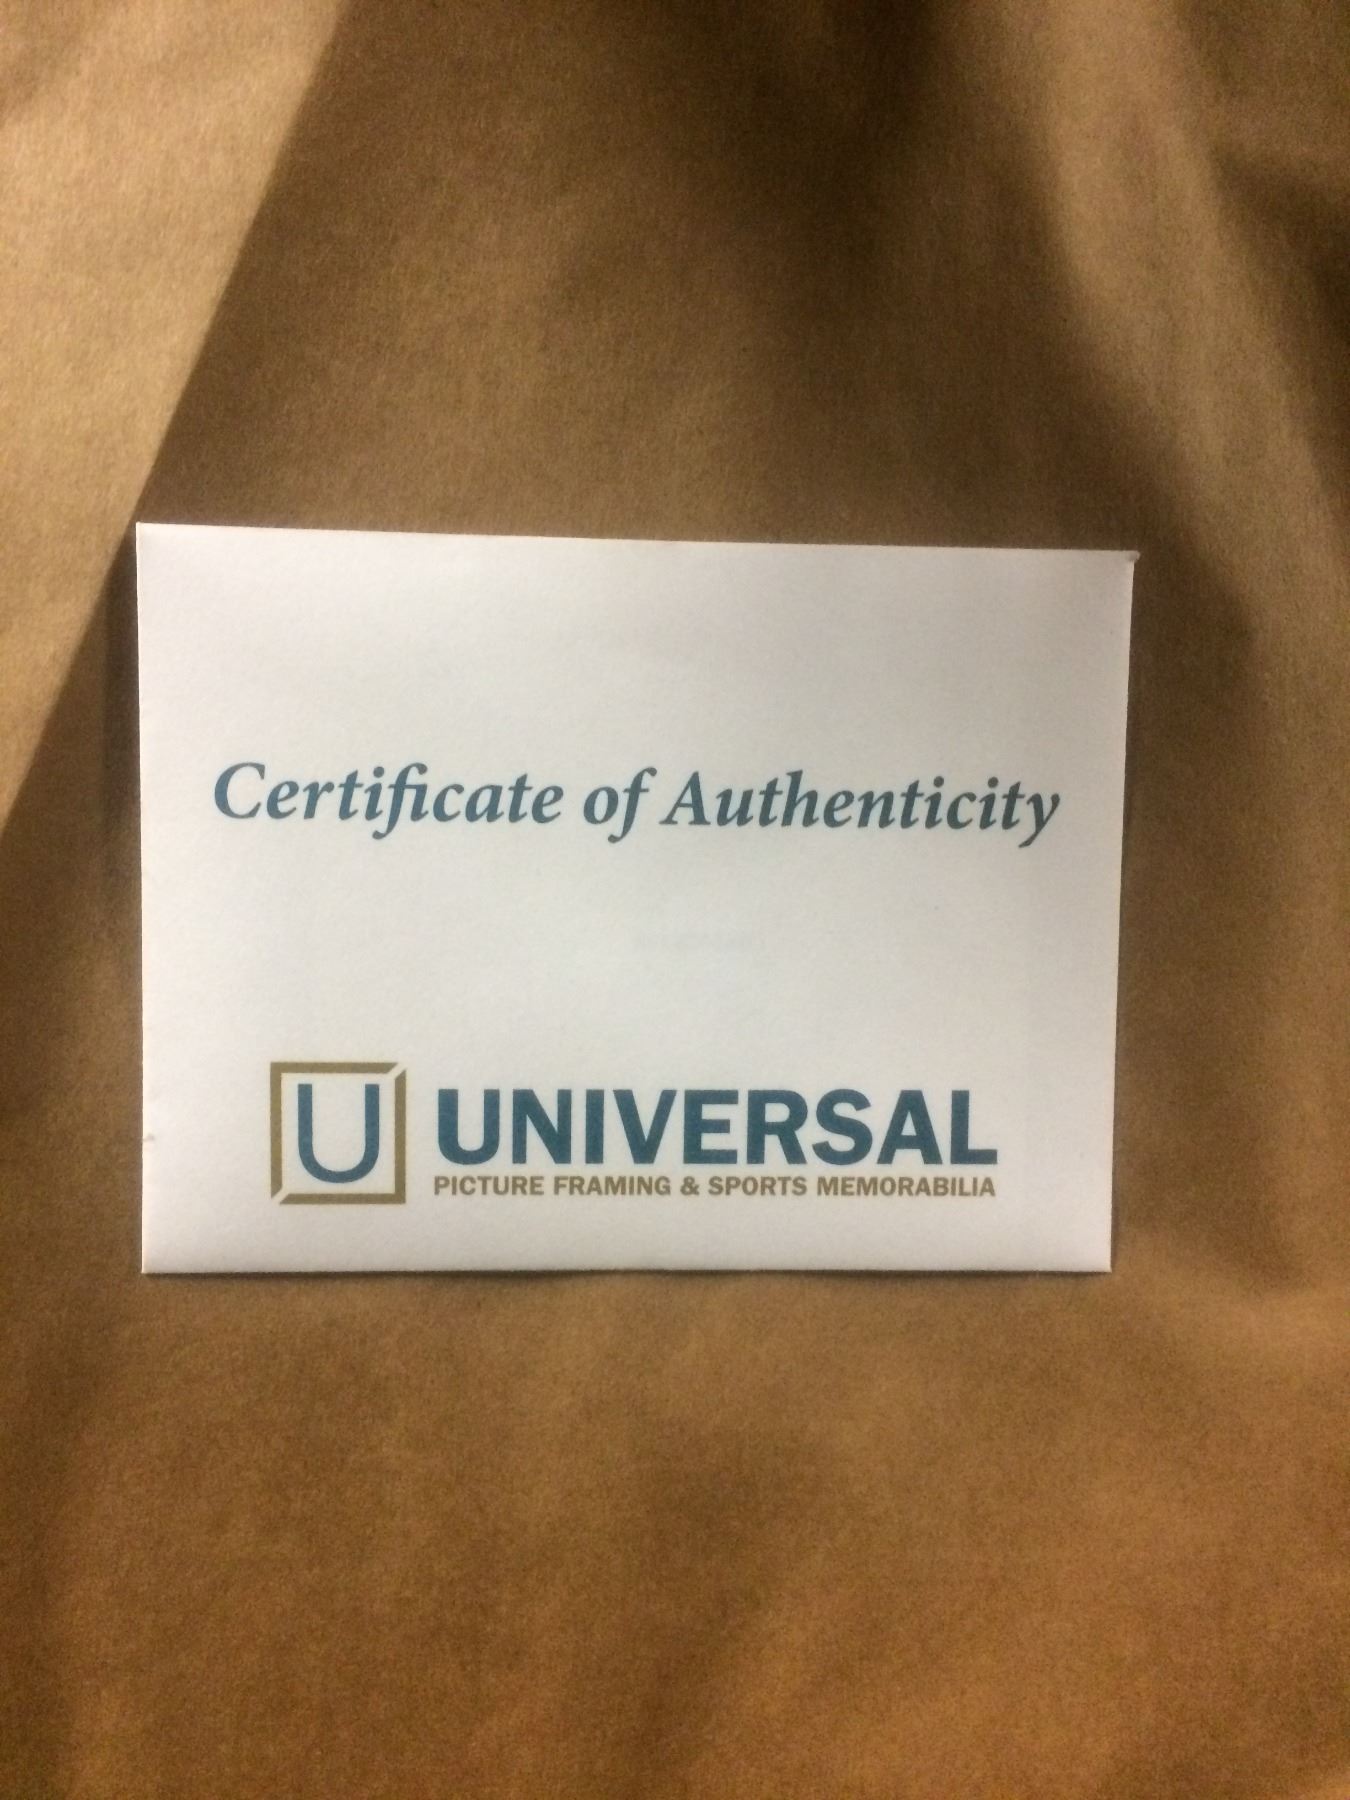 Certificate of Authenticity
U UNIVERSAL
PICTURE FRAMING & SPORTS MEMORABILIA